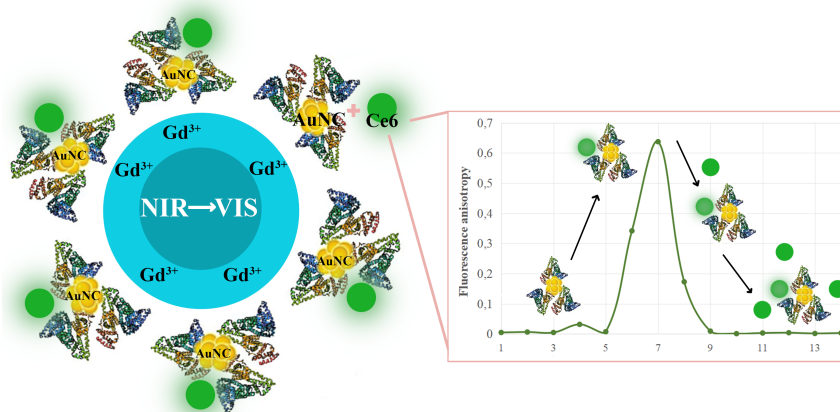 AuNC
AuNC + Ce6
AuNC
Gd³⁺
Gd³⁺
Gd³⁺
NIR→VIS
AuNC
Gd³⁺
Gd³⁺
AuNC
AuNC
Fluorescence anisotropy
0,7
0,6
0,5
0,4
0,3
0,2
0,1
0
1 3 5 7 9 11 13